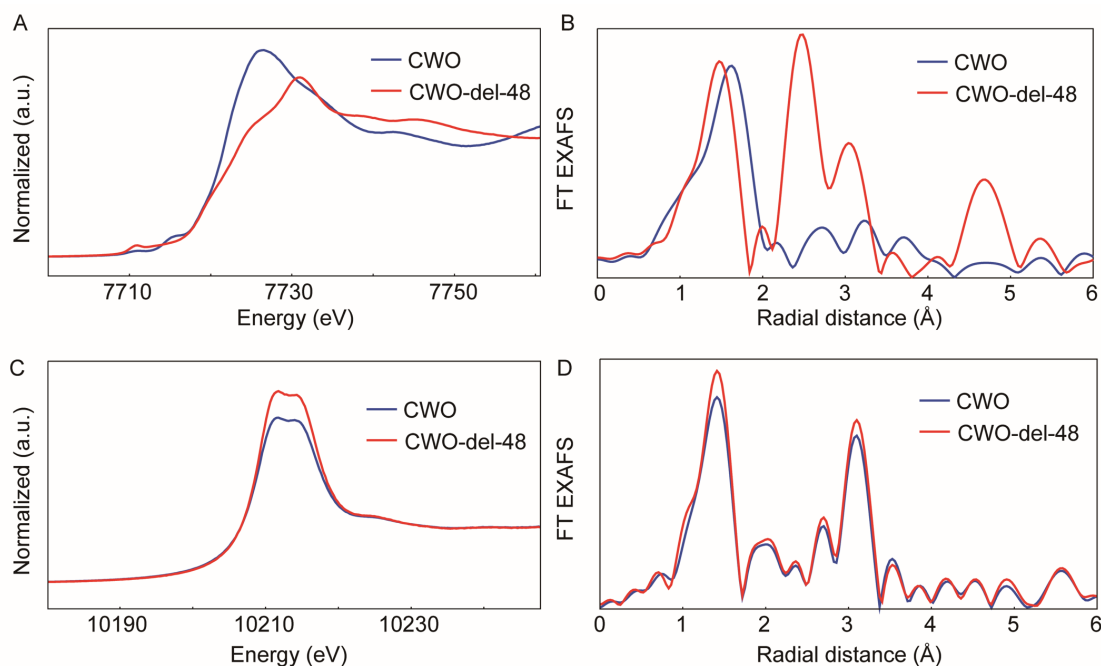 A
Normalized (a.u.)
CWO
CWO-del-48
7710 7730 7750
Energy (eV)
B
FT EXAFS
CWO
CWO-del-48
0 1 2 3 4 5 6
Radial distance (Å)
C
Normalized (a.u.)
CWO
CWO-del-48
10190 10210 10230
Energy (eV)
D
FT EXAFS
CWO
CWO-del-48
0 1 2 3 4 5 6
Radial distance (Å)